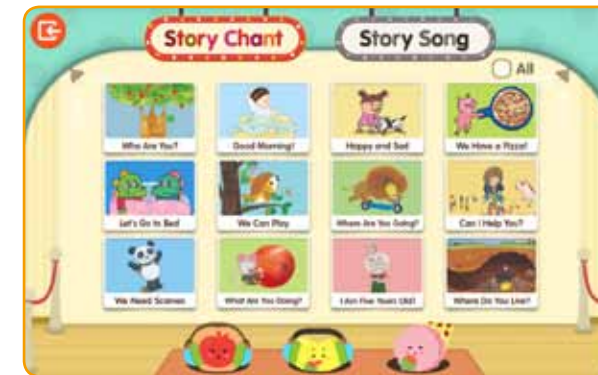 Story Chant
Story Song
All
Who Are You?
Good Morning!
Happy and Sad
We Have a Pizza!
Let's Go to Bed
We Can Play
Where Are You Going?
Can I Help You?
We Need Scarves
What Are You Doing?
I Am Five Years Old!
Where Do You Live?